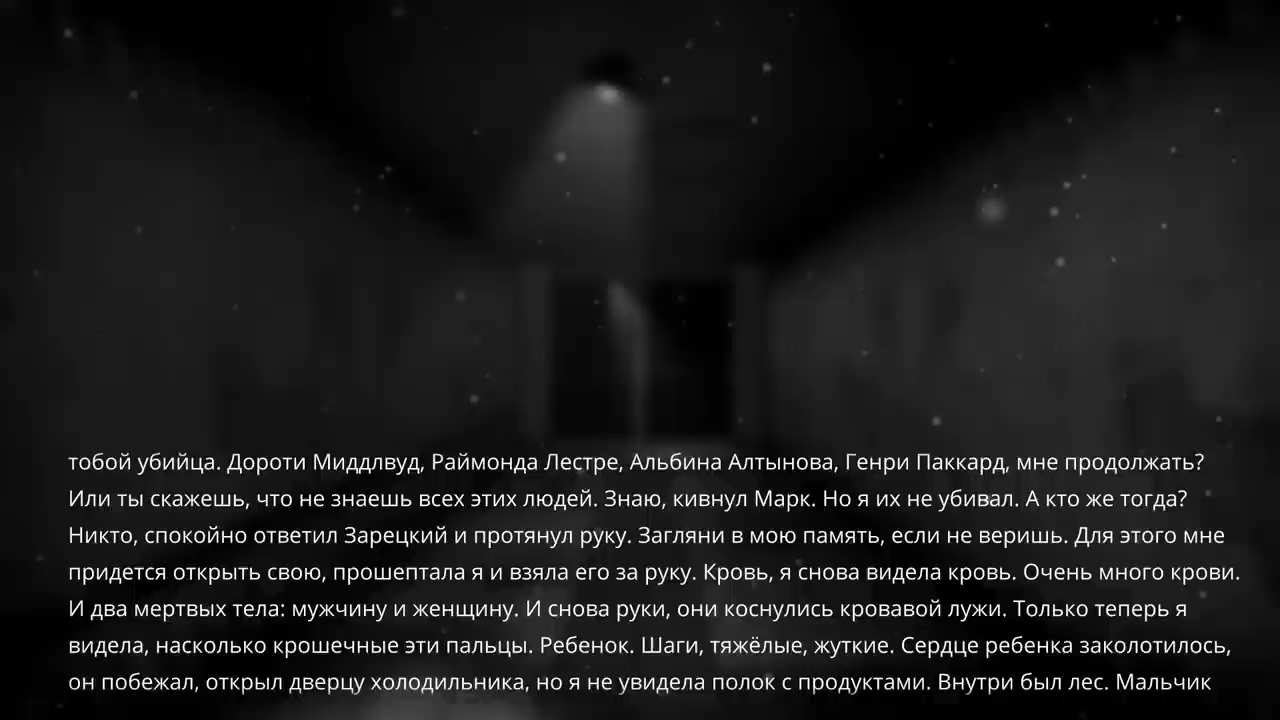 тобой убийца. Дороти Миддлвуд, Раймонда Лестре, Альбина Алтынова, Генри Паккард, мне продолжать?
Или ты скажешь, что не знаешь всех этих людей. Знаю, кивнул Марк. Но я их не убивал. А кто же тогда?
Никто, спокойно ответил Зарецкий и протянул руку. Загляни в мою память, если не веришь. Для этого мне
придется открыть свою, прошептала я и взяла его за руку. Кровь, я снова видела кровь. Очень много крови.
И два мертвых тела: мужчину и женщину. И снова руки, они коснулись кровавой лужи. Только теперь я
видела, насколько крошечные эти пальцы. Ребенок. Шаги, тяжёлые, жуткие. Сердце ребенка заколотилось,
он побежал, открыл дверцу холодильника, но я не увидела полок с продуктами. Внутри был лес. Мальчик